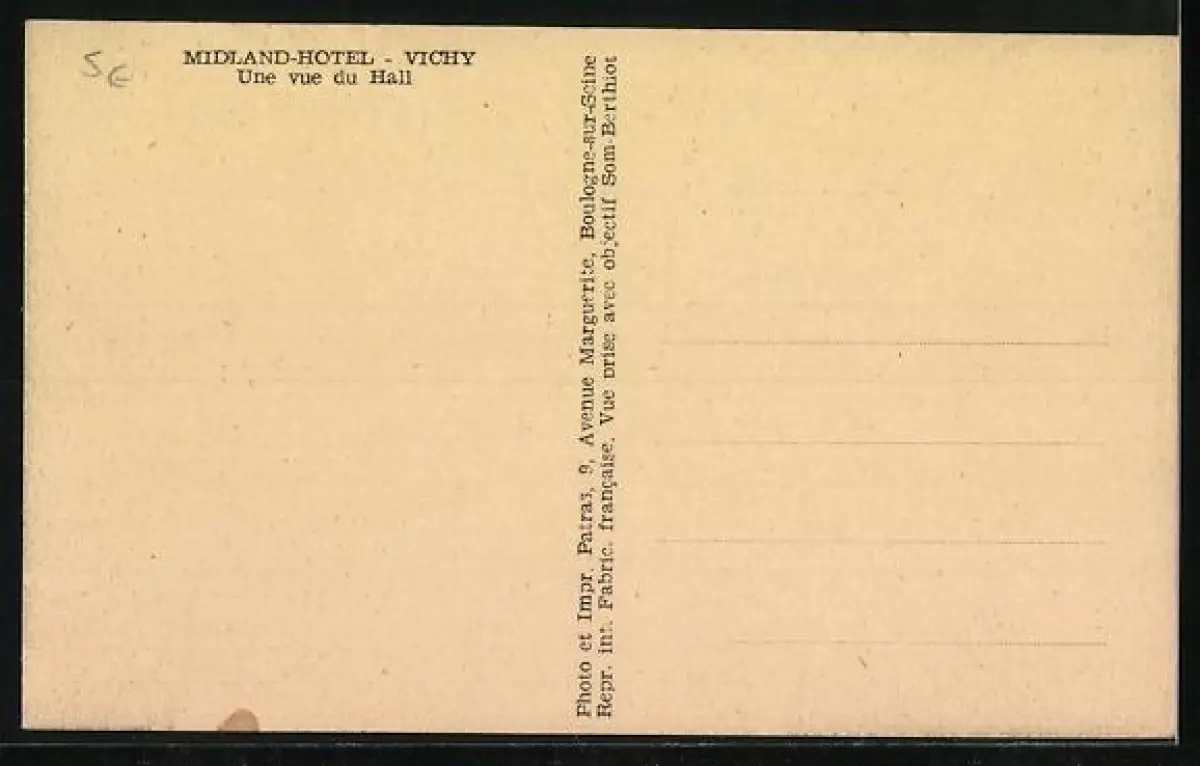 5€
MIDLAND-HOTEL - VICHY
Une vue du Hall
Photo et Impr. Patras, 9, Avenue Marguerite, Boulogne-sur-Seine
Repr. int. Fabric. française. Vue prise avec objectif Som-Berthiot